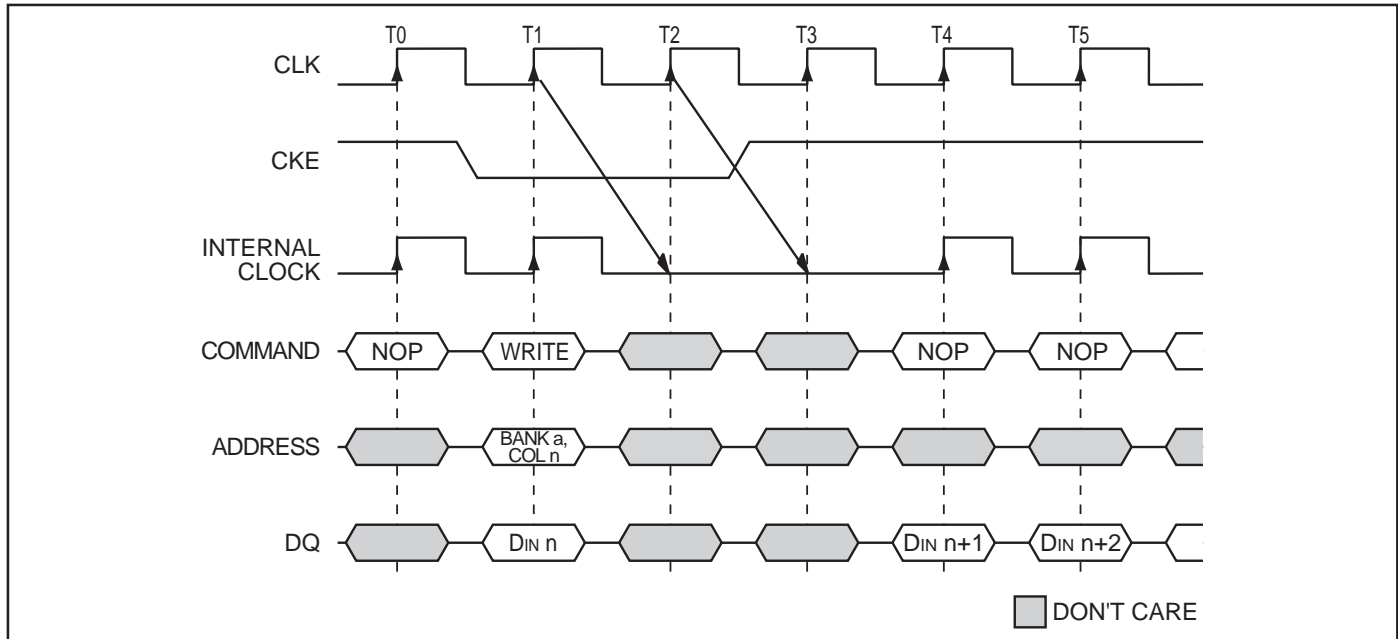 T0 T1 T2 T3 T4 T5
CLK
CKE
INTERNAL
CLOCK
COMMAND NOP WRITE NOP NOP
ADDRESS BANK a,
COL n
DQ DIN n DIN n+1 DIN n+2
DON'T CARE